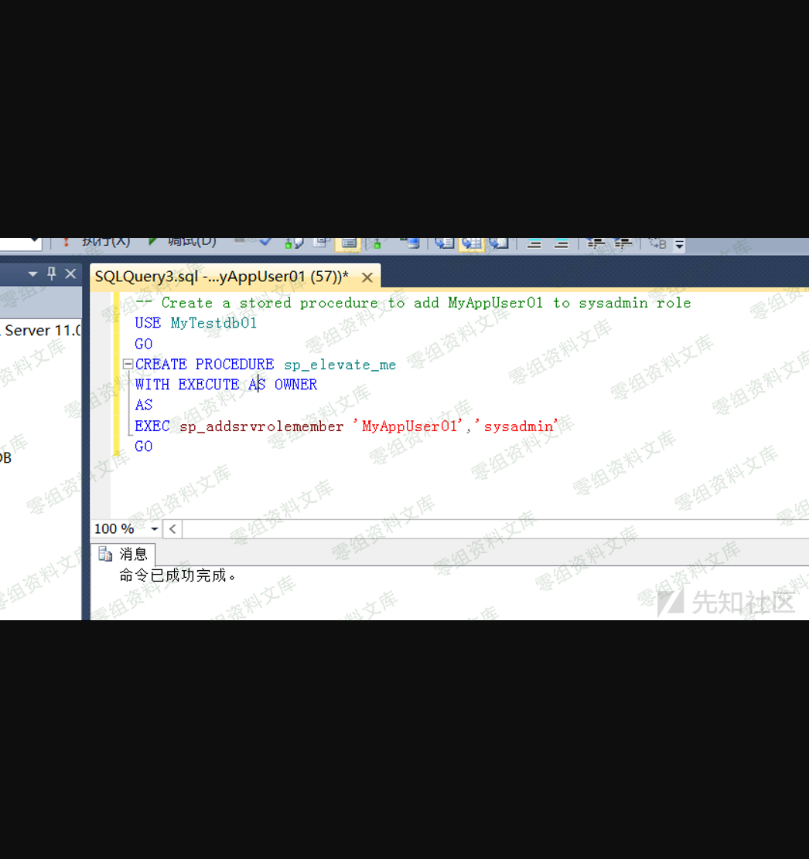 执行(X) 调试(D)
SQLQuery3.sql -...yAppUser01 (57))*
-- Create a stored procedure to add MyAppUser01 to sysadmin role
Server 11.0
USE MyTestdb01
GO
CREATE PROCEDURE sp_elevate_me
WITH EXECUTE AS OWNER
AS
EXEC sp_addsrvrolemember 'MyAppUser01','sysadmin'
GO
DB
100 %
消息
命令已成功完成。
先知社区
零组资料文库